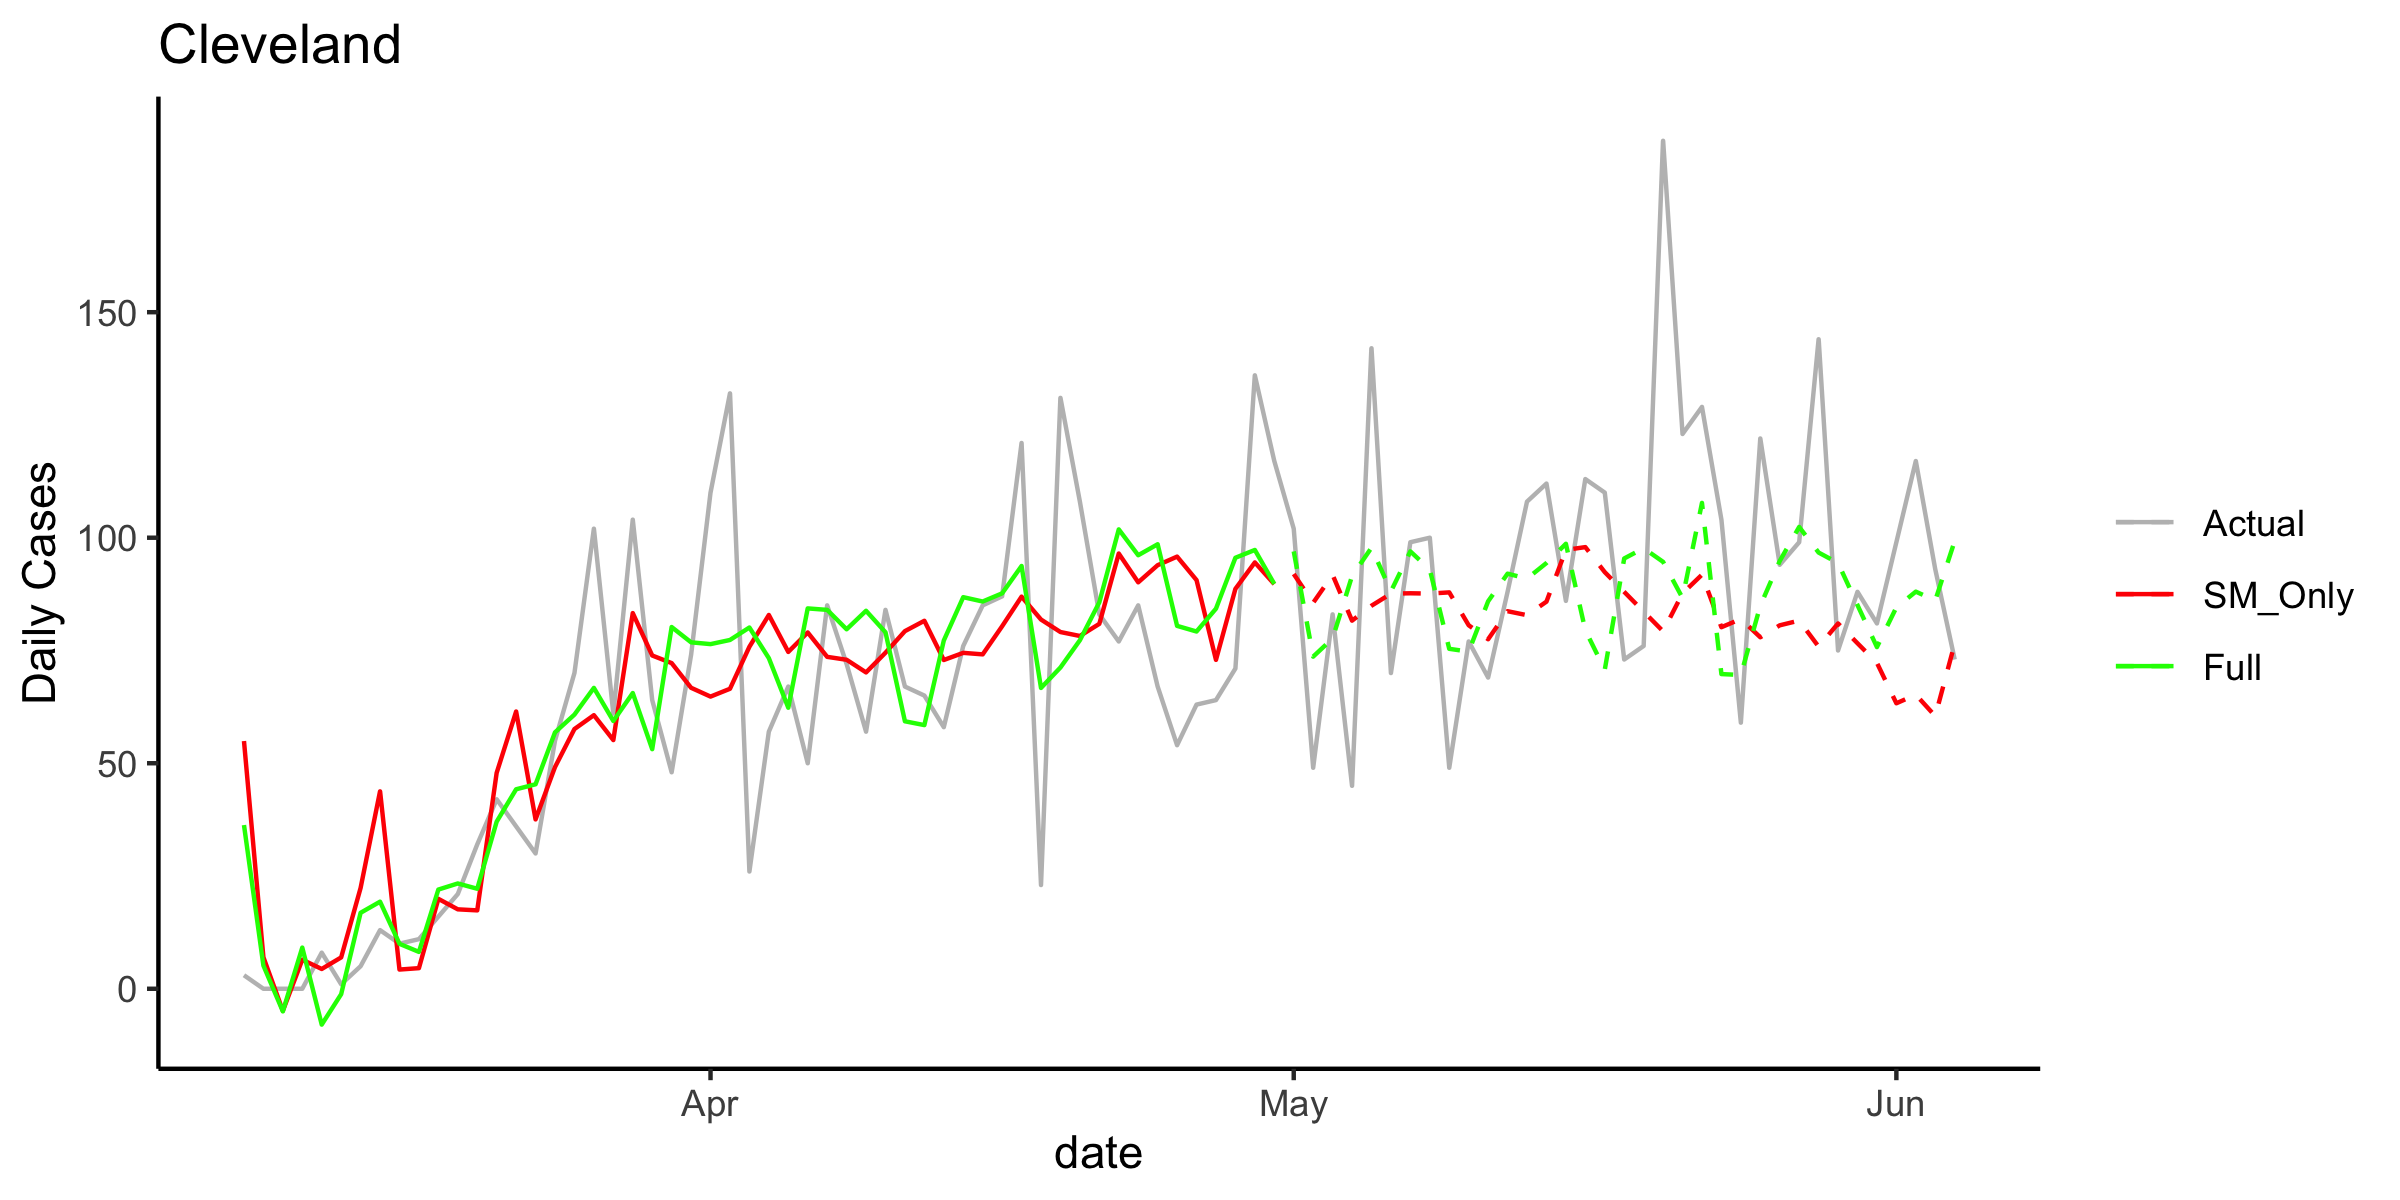 Cleveland
Daily Cases
150
100
50
0
Apr
May
Jun
date
Actual
SM_Only
Full